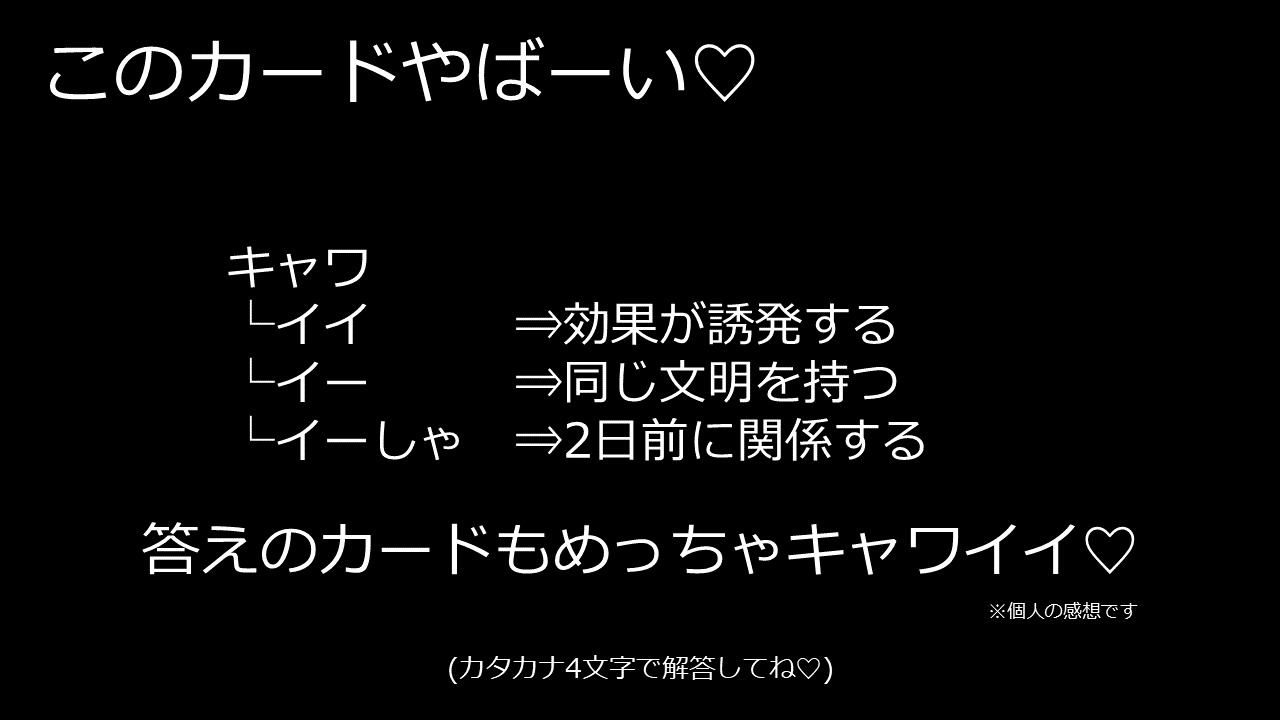 このカードやばーい♡
キャワ
└イイ ⇒効果が誘発する
└イー ⇒同じ文明を持つ
└イーしゃ ⇒2日前に関係する
答えのカードもめっちゃキャワイイ♡
※個人の感想です
(カタカナ4文字で解答してね♡)